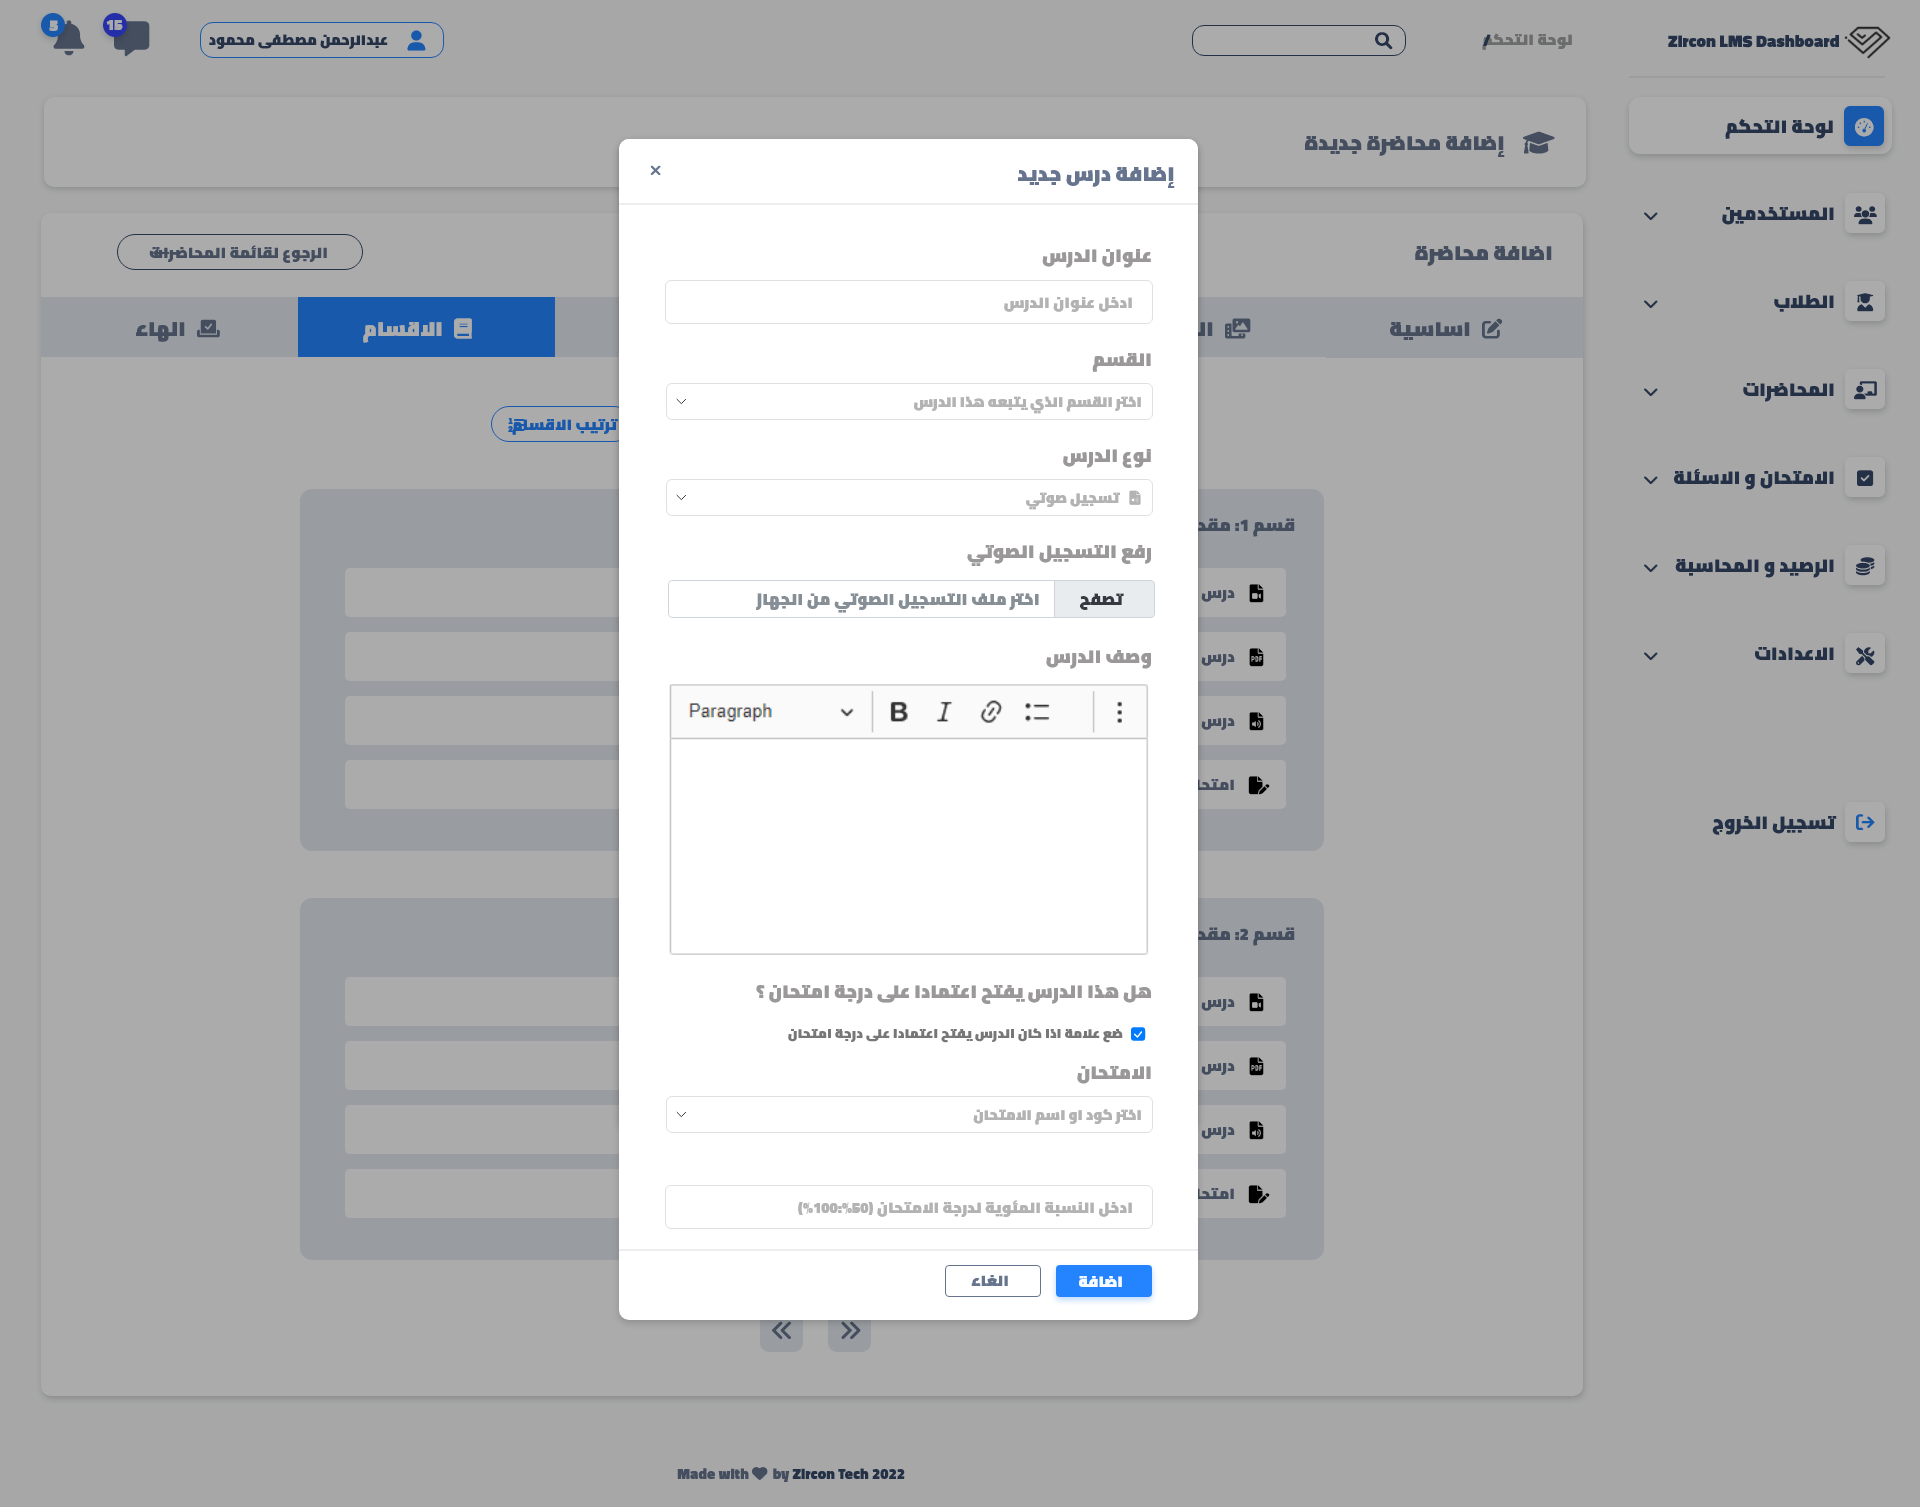 Zircon LMS Dashboard
لوحة التحكم /
عبدالرحمن مصطفى محمود
15
5
لوحة التحكم
المستخدمين
الطلاب
المحاضرات
الامتحان و الاسئلة
الرصيد و المحاسبة
الاعدادات
تسجيل الخروج
إضافة محاضرة جديدة
اضافة محاضرة
الرجوع لقائمة المحاضرات
اساسية
الاقسام
الهاء
ترتيب الاقسام
قسم 1:
درس
PDF درس
درس
قسم 2:
درس
PDF درس
درس
إضافة درس جديد
×
عنوان الدرس
ادخل عنوان الدرس
القسم
اختر القسم الذي يتبعه هذا الدرس
نوع الدرس
تسجيل صوتي
رفع التسجيل الصوتي
تصفح
اختر ملف التسجيل الصوتي من الجهاز
وصف الدرس
Paragraph B I
هل هذا الدرس يفتح اعتمادا على درجة امتحان ؟
ضع علامة اذا كان الدرس يفتح اعتمادا على درجة امتحان
الامتحان
اختر كود او اسم الامتحان
ادخل النسبة المئوية لدرجة الامتحان (50%:100%)
اضافة
الغاء
Made with by Zircon Tech 2022